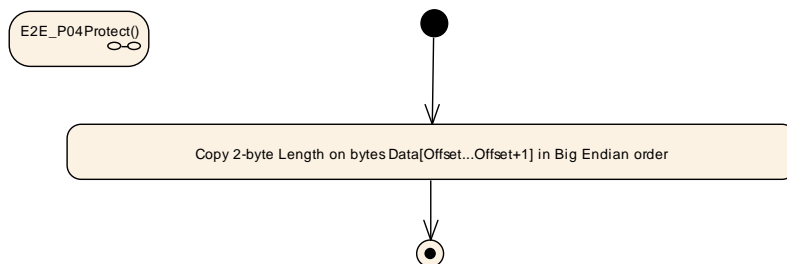 E2E_P04Protect()
Copy 2-byte Length on bytes Data[Offset...Offset+1] in Big Endian order